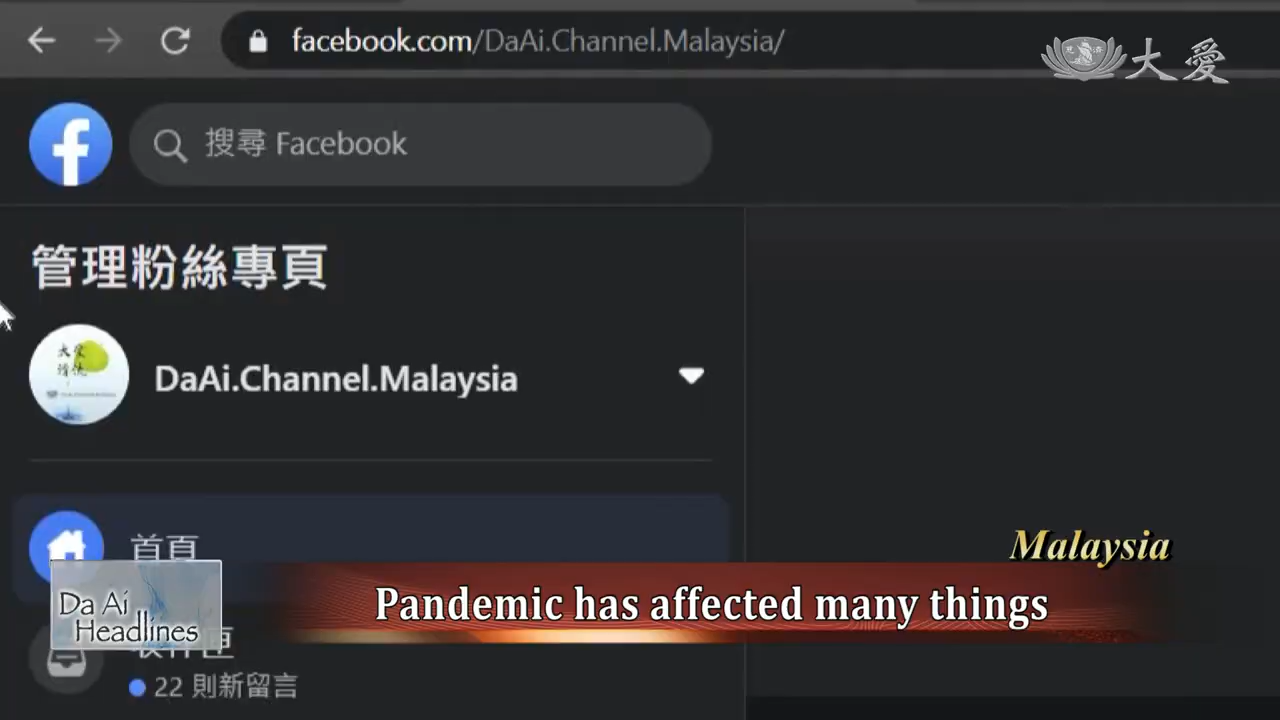 facebook.com/DaAi.Channel.Malaysia/
大愛
搜尋 Facebook
管理粉絲專頁
DaAi.Channel.Malaysia
首頁
Malaysia
Da Ai
Headlines
Pandemic has affected many things
22 則新留言